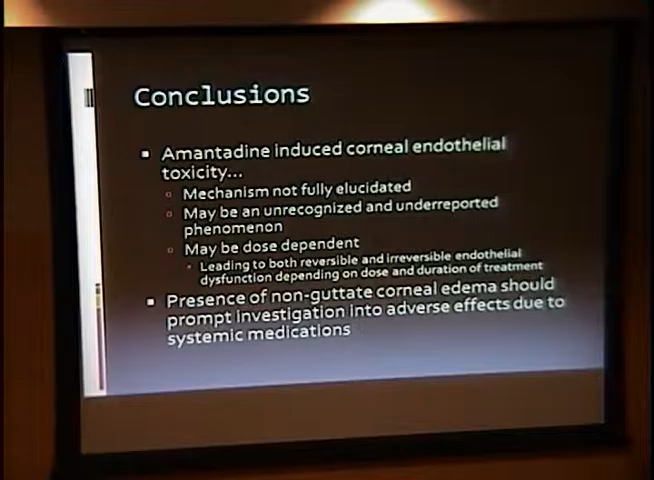 Conclusions
Amantadine induced corneal endothelial
toxicity...
Mechanism not fully elucidated
May be an unrecognized and underreported
phenomenon
May be dose dependent
Leading to both reversible and irreversible endothelial
dysfunction depending on dose and duration of treatment
Presence of non-guttate corneal edema should
prompt investigation into adverse effects due to
systemic medications